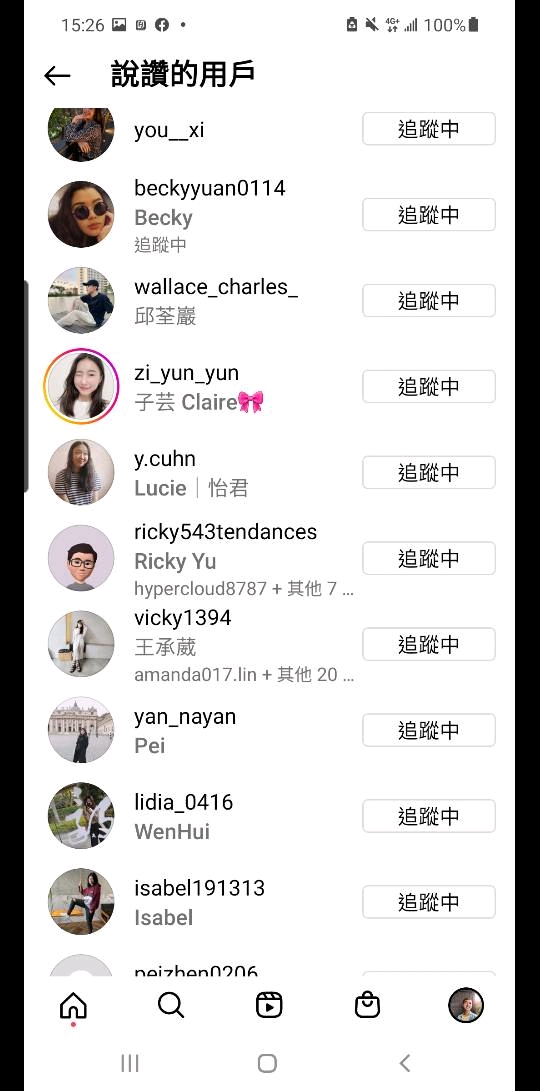 15:26
4G+
100%
說讚的用戶
you__xi
追蹤中
beckyyuan0114
Becky
追蹤中
追蹤中
wallace_charles_
邱荃巖
追蹤中
zi_yun_yun
子芸 Claire🎀
追蹤中
y.cuhn
Lucie｜怡君
追蹤中
ricky543tendances
Ricky Yu
hypercloud8787 + 其他 7 ...
追蹤中
vicky1394
王承葳
amanda017.lin + 其他 20 ...
追蹤中
yan_nayan
Pei
追蹤中
lidia_0416
WenHui
追蹤中
isabel191313
Isabel
追蹤中
peizhen0206